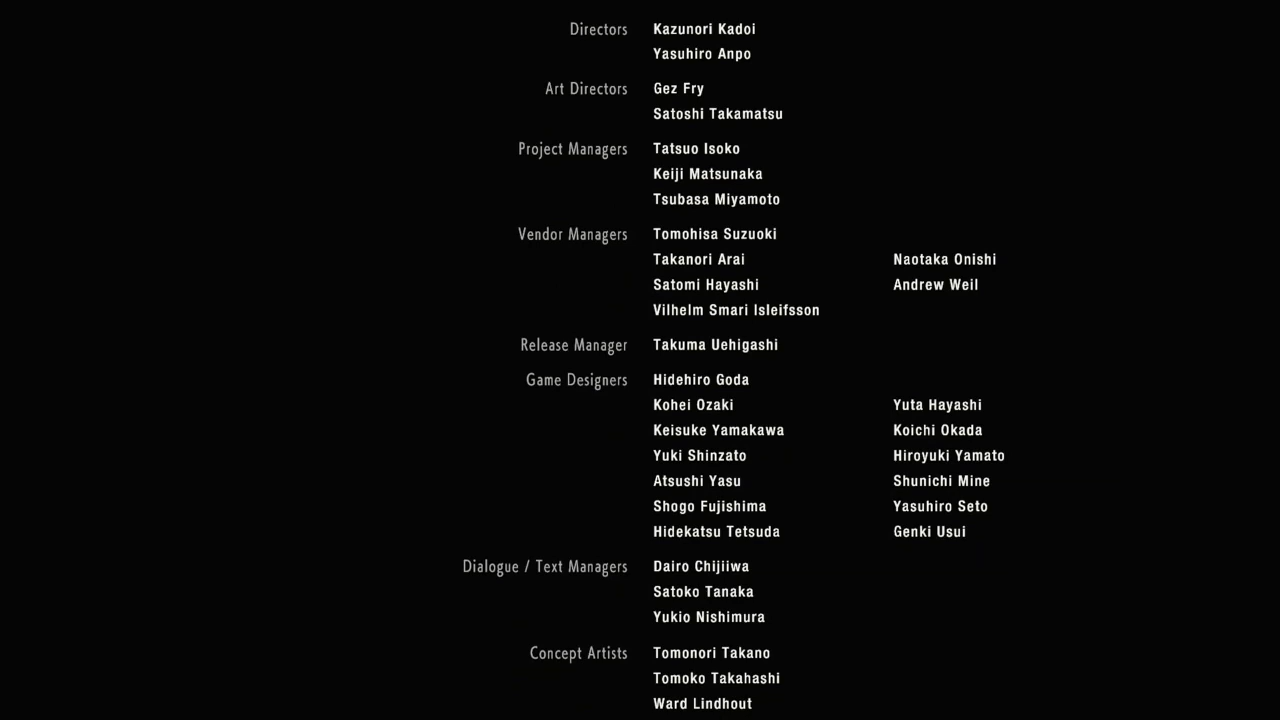 Directors Kazunori Kadoi
Yasuhiro Anpo
Art Directors Gez Fry
Satoshi Takamatsu
Project Managers Tatsuo Isoko
Keiji Matsunaka
Tsubasa Miyamoto
Vendor Managers Tomohisa Suzuoki
Takanori Arai Naotaka Onishi
Satomi Hayashi Andrew Weil
Vilhelm Smari Isleifsson
Release Manager Takuma Uehigashi
Game Designers Hidehiro Goda
Kohei Ozaki Yuta Hayashi
Keisuke Yamakawa Koichi Okada
Yuki Shinzato Hiroyuki Yamato
Atsushi Yasu Shunichi Mine
Shogo Fujishima Yasuhiro Seto
Hidekatsu Tetsuda Genki Usui
Dialogue / Text Managers Dairo Chijiiwa
Satoko Tanaka
Yukio Nishimura
Concept Artists Tomonori Takano
Tomoko Takahashi
Ward Lindhout